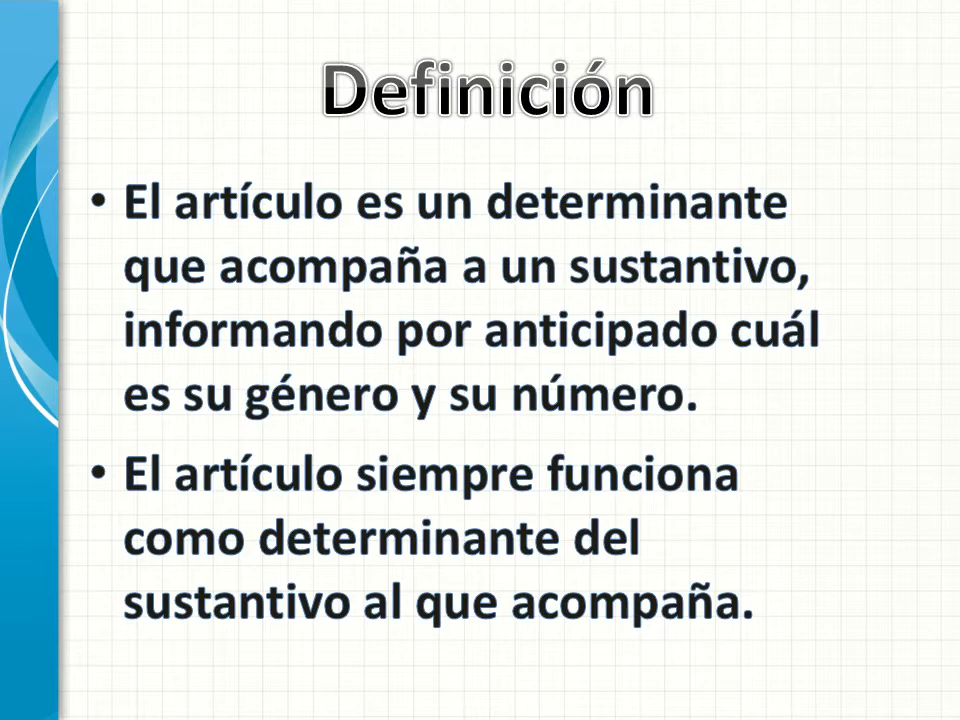 Definición
• El artículo es un determinante
que acompaña a un sustantivo,
informando por anticipado cuál
es su género y su número.
• El artículo siempre funciona
como determinante del
sustantivo al que acompaña.